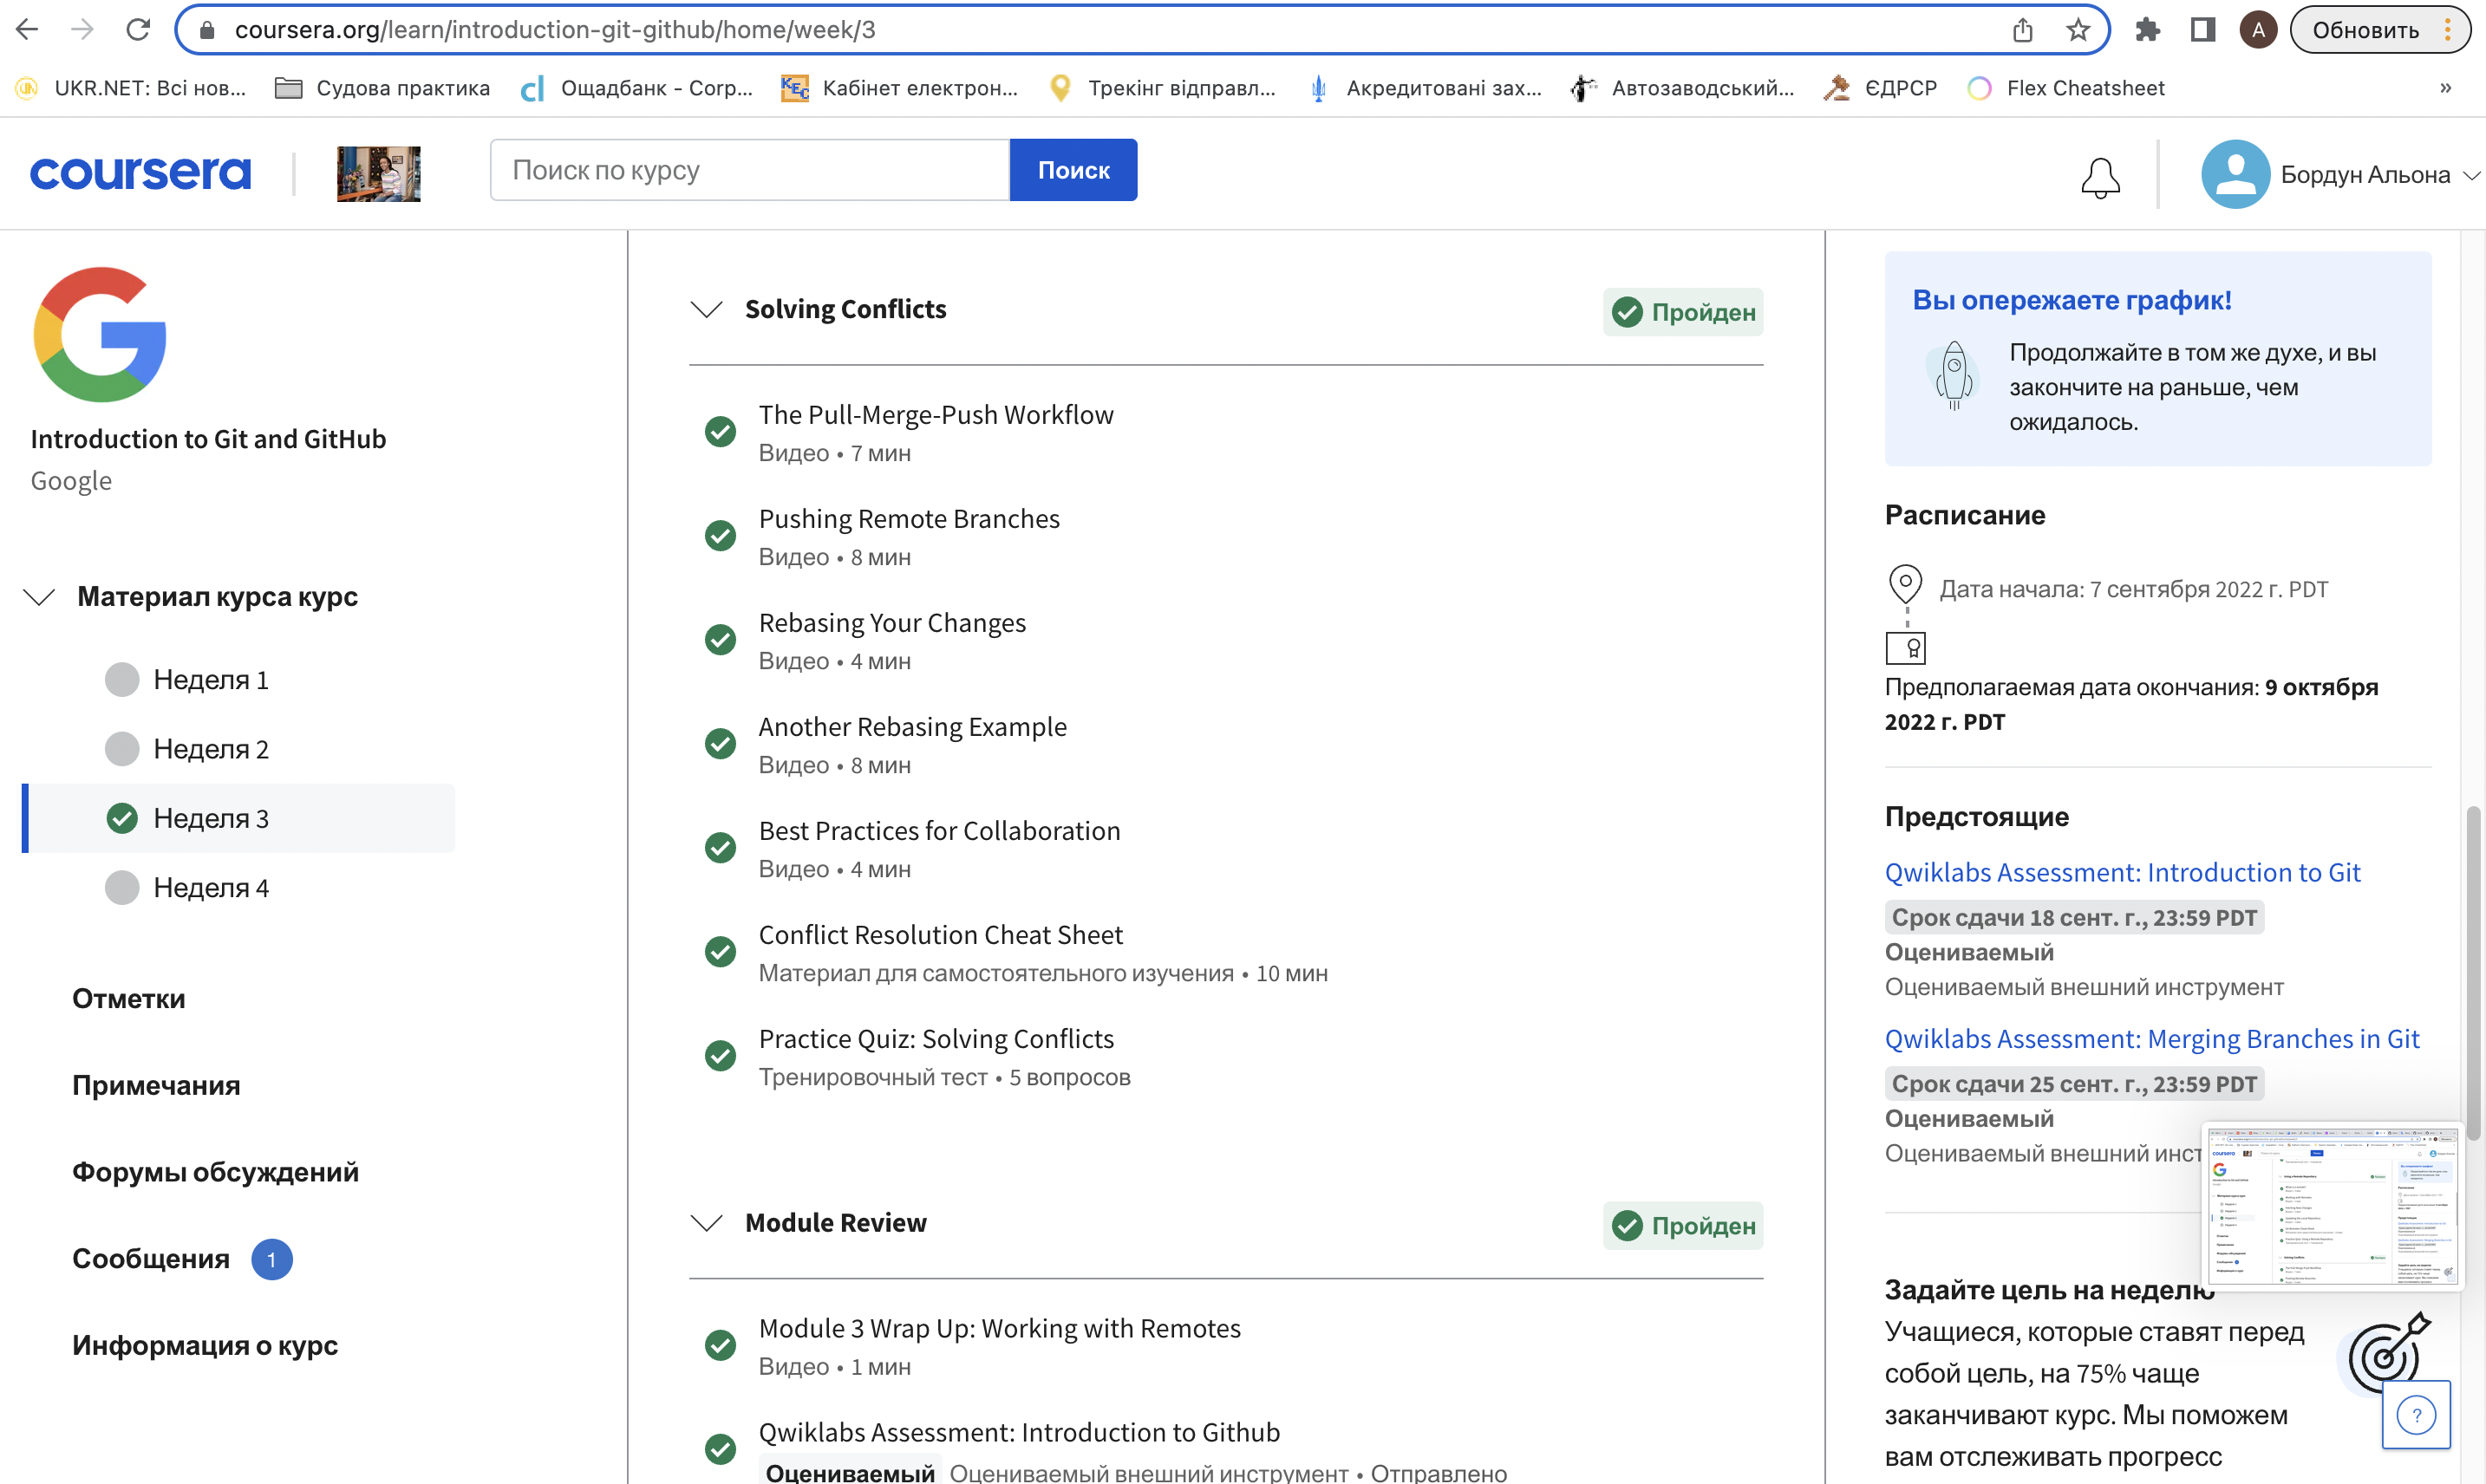 coursera.org/learn/introduction-git-github/home/week/3
A
Обновить
UKR.NET: Всі нов...
Судова практика
Ощадбанк - Corp...
Кабінет електрон...
Трекінг відправл...
Акредитовані зах...
Автозаводський...
ЄДРСР
Flex Cheatsheet
»
coursera
Поиск по курсу
Поиск
Бордун Альона
Introduction to Git and GitHub
Google
Материал курса курс
Неделя 1
Неделя 2
Неделя 3
Неделя 4
Отметки
Примечания
Форумы обсуждений
Сообщения 1
Информация о курс
Solving Conflicts
Пройден
The Pull-Merge-Push Workflow
Видео • 7 мин
Pushing Remote Branches
Видео • 8 мин
Rebasing Your Changes
Видео • 4 мин
Another Rebasing Example
Видео • 8 мин
Best Practices for Collaboration
Видео • 4 мин
Conflict Resolution Cheat Sheet
Материал для самостоятельного изучения • 10 мин
Practice Quiz: Solving Conflicts
Тренировочный тест • 5 вопросов
Module Review
Пройден
Module 3 Wrap Up: Working with Remotes
Видео • 1 мин
Qwiklabs Assessment: Introduction to Github
Оцениваемый Оцениваемый внешний инструмент • Отправлено
Вы опережаете график!
Продолжайте в том же духе, и вы
закончите на раньше, чем
ожидалось.
Расписание
Дата начала: 7 сентября 2022 г. PDT
Предполагаемая дата окончания: 9 октября
2022 г. PDT
Предстоящие
Qwiklabs Assessment: Introduction to Git
Срок сдачи 18 сент. г., 23:59 PDT
Оцениваемый
Оцениваемый внешний инструмент
Qwiklabs Assessment: Merging Branches in Git
Срок сдачи 25 сент. г., 23:59 PDT
Оцениваемый
Оцениваемый внешний инст
Задайте цель на неделю
Учащиеся, которые ставят перед
собой цель, на 75% чаще
заканчивают курс. Мы поможем
вам отслеживать прогресс
?